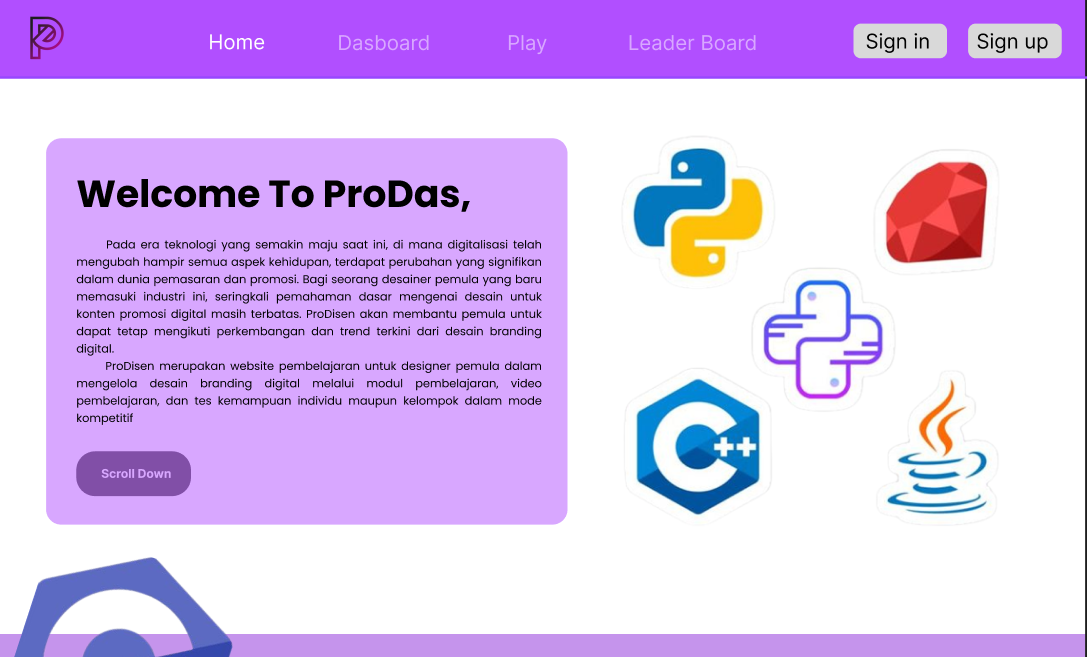 Home Dasboard Play Leader Board Sign in Sign up
Welcome To ProDas,
Pada era teknologi yang semakin maju saat ini, di mana digitalisasi telah
mengubah hampir semua aspek kehidupan, terdapat perubahan yang signifikan
dalam dunia pemasaran dan promosi. Bagi seorang desainer pemula yang baru
memasuki industri ini, seringkali pemahaman dasar mengenai desain untuk
konten promosi digital masih terbatas. ProDisen akan membantu pemula untuk
dapat tetap mengikuti perkembangan dan trend terkini dari desain branding
digital.
ProDisen merupakan website pembelajaran untuk designer pemula dalam
mengelola desain branding digital melalui modul pembelajaran, video
pembelajaran, dan tes kemampuan individu maupun kelompok dalam mode
kompetitif
Scroll Down
C++